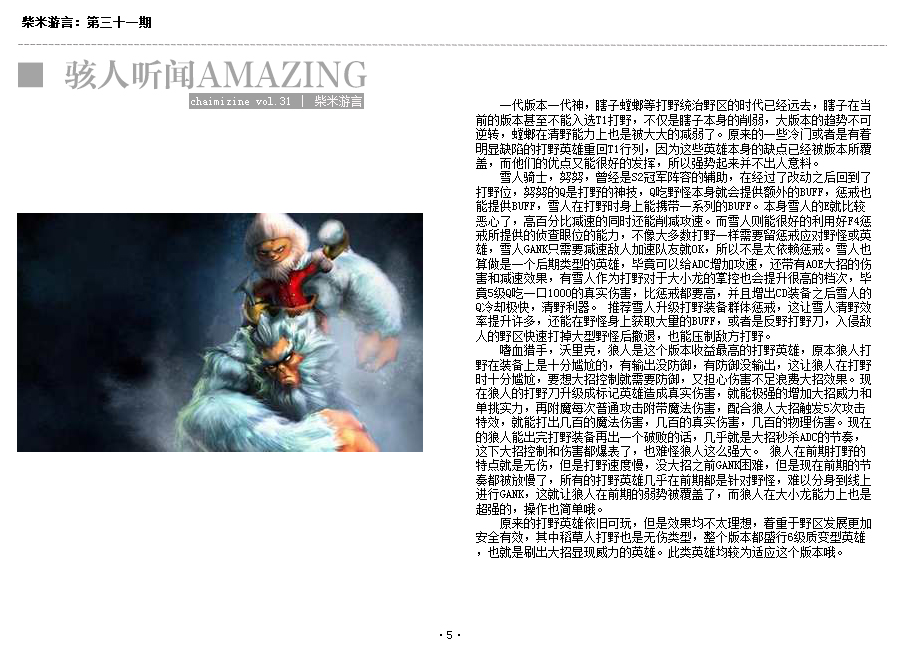 柴米游言：第三十一期
骇人听闻AMAZING
chaimizine vol.31 | 柴米游言
一代版本一代神，瞎子螳螂等打野统治野区的时代已经远去，瞎子在当
前的版本甚至不能入选T1打野，不仅是瞎子本身的削弱，大版本的趋势不可
逆转，螳螂在清野能力上也是被大大的减弱了。原来的一些冷门或者是有着
明显缺陷的打野英雄重回T1行列，因为这些英雄本身的缺点已经被版本所覆
盖，而他们的优点又能很好的发挥，所以强势起来并不出人意料。
雪人骑士，努努，曾经是S2冠军阵容的辅助，在经过了改动之后回到了
打野位，努努的Q是打野的神技，Q吃野怪本身就会提供额外的BUFF，惩戒也
能提供BUFF，雪人在打野时身上能携带一系列的BUFF。本身雪人的E就比较
恶心了，高百分比减速的同时还能削减攻速。而雪人则能很好的利用好F4惩
戒所提供的侦查眼位的能力，不像大多数打野一样需要留惩戒应对野怪或英
雄，雪人GANK只需要减速敌人加速队友就OK，所以不是太依赖惩戒。雪人也
算做是一个后期类型的英雄，毕竟可以给ADC增加攻速，还带有AOE大招的伤
害和减速效果，有雪人作为打野对于大小龙的掌控也会提升很高的档次，毕
竟5级Q吃一口1000的真实伤害，比惩戒都要高，并且增出CD装备之后雪人的
Q冷却极快，清野利器。 推荐雪人升级打野装备群体惩戒，这让雪人清野效
率提升许多，还能在野怪身上获取大量的BUFF，或者是反野打野刀，入侵敌
人的野区快速打掉大型野怪后撤退，也能压制敌方打野。
嗜血猎手，沃里克，狼人是这个版本收益最高的打野英雄，原本狼人打
野在装备上是十分尴尬的，有输出没防御，有防御没输出，这让狼人在打野
时十分尴尬，要想大招控制就需要防御，又担心伤害不足浪费大招效果。现
在狼人的打野刀升级成标记英雄造成真实伤害，就能极强的增加大招威力和
单挑实力，再附魔每次普通攻击附带魔法伤害，配合狼人大招触发5次攻击
特效，就能打出几百的魔法伤害，几百的真实伤害，几百的物理伤害。现在
的狼人能出完打野装备再出一个破败的话，几乎就是大招秒杀ADC的节奏，
这下大招控制和伤害都爆表了，也难怪狼人这么强大。 狼人在前期打野的
特点就是无伤，但是打野速度慢，没大招之前GANK困难，但是现在前期的节
奏都被放慢了，所有的打野英雄几乎在前期都是针对野怪，难以分身到线上
进行GANK，这就让狼人在前期的弱势被覆盖了，而狼人在大小龙能力上也是
超强的，操作也简单哦。
原来的打野英雄依旧可玩，但是效果均不太理想，着重于野区发展更加
安全有效，其中稻草人打野也是无伤类型，整个版本都盛行6级质变型英雄
，也就是刷出大招显现威力的英雄。此类英雄均较为适应这个版本哦。
·5·